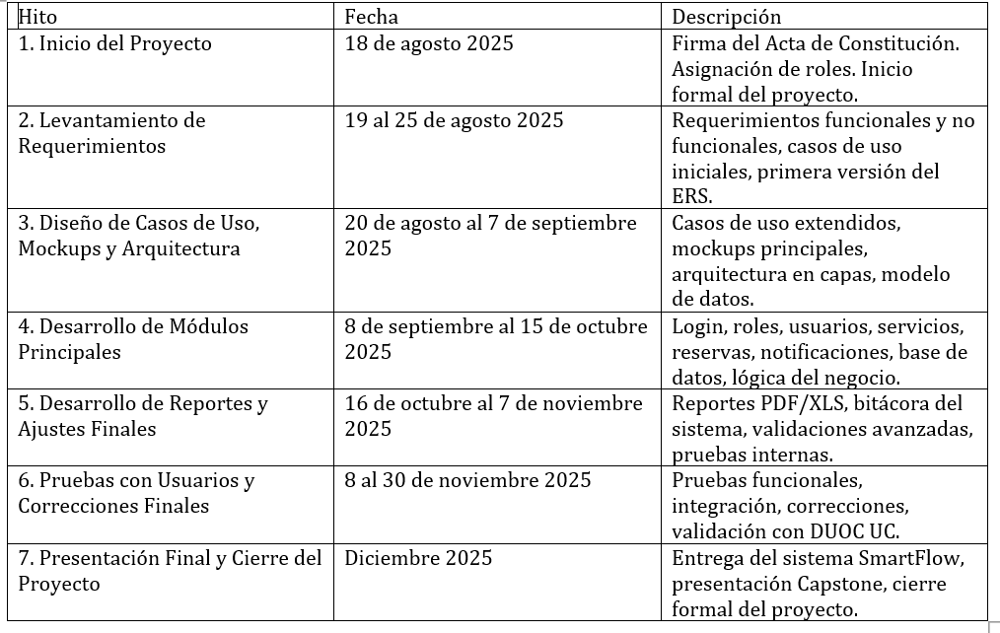 Hito
Fecha
Descripción
1. Inicio del Proyecto
18 de agosto 2025
Firma del Acta de Constitución.
Asignación de roles. Inicio
formal del proyecto.
2. Levantamiento de
Requerimientos
19 al 25 de agosto 2025
Requerimientos funcionales y no
funcionales, casos de uso
iniciales, primera versión del
ERS.
3. Diseño de Casos de Uso,
Mockups y Arquitectura
20 de agosto al 7 de septiembre
2025
Casos de uso extendidos,
mockups principales,
arquitectura en capas, modelo
de datos.
4. Desarrollo de Módulos
Principales
8 de septiembre al 15 de octubre
2025
Login, roles, usuarios, servicios,
reservas, notificaciones, base de
datos, lógica del negocio.
5. Desarrollo de Reportes y
Ajustes Finales
16 de octubre al 7 de noviembre
2025
Reportes PDF/XLS, bitácora del
sistema, validaciones avanzadas,
pruebas internas.
6. Pruebas con Usuarios y
Correcciones Finales
8 al 30 de noviembre 2025
Pruebas funcionales,
integración, correcciones,
validación con DUOC UC.
7. Presentación Final y Cierre del
Proyecto
Diciembre 2025
Entrega del sistema SmartFlow,
presentación Capstone, cierre
formal del proyecto.